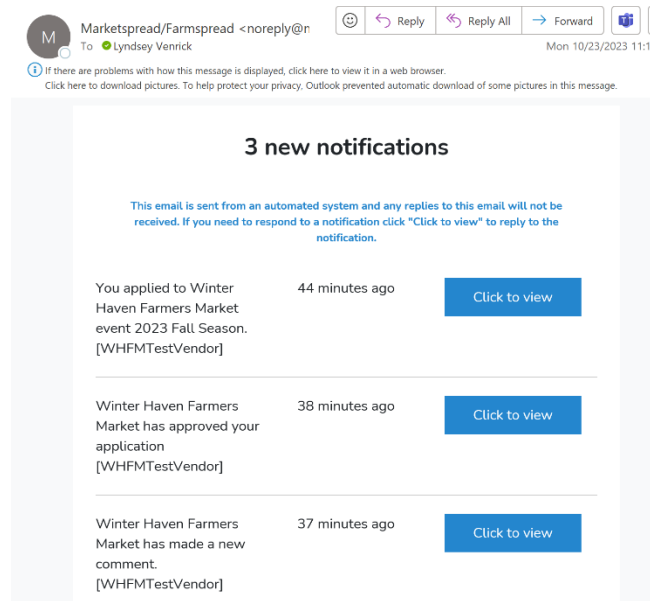 M
Marketspread/Farmspread <noreply@n
To Lyndsey Venrick
Reply
Reply All
Forward
Mon 10/23/2023 11:1
If there are problems with how this message is displayed, click here to view it in a web browser.
Click here to download pictures. To help protect your privacy, Outlook prevented automatic download of some pictures in this message.
3 new notifications
This email is sent from an automated system and any replies to this email will not be
received. If you need to respond to a notification click "Click to view" to reply to the
notification.
You applied to Winter
Haven Farmers Market
event 2023 Fall Season.
[WHFMTestVendor]
44 minutes ago
Click to view
Winter Haven Farmers
Market has approved your
application
[WHFMTestVendor]
38 minutes ago
Click to view
Winter Haven Farmers
Market has made a new
comment.
[WHFMTestVendor]
37 minutes ago
Click to view